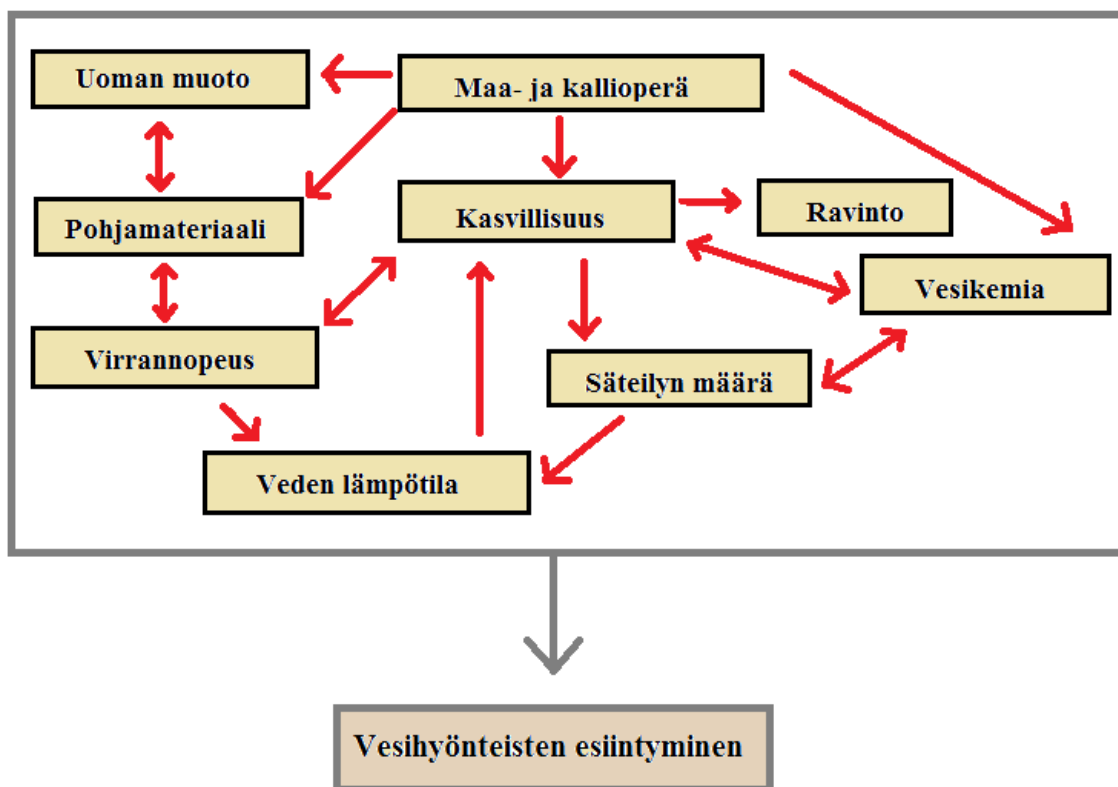 Uoman muoto
Maa- ja kallioperä
Pohjamateriaali
Kasvillisuus
Ravinto
Vesikemia
Virrannopeus
Säteilyn määrä
Veden lämpötila
Vesihyönteisten esiintyminen